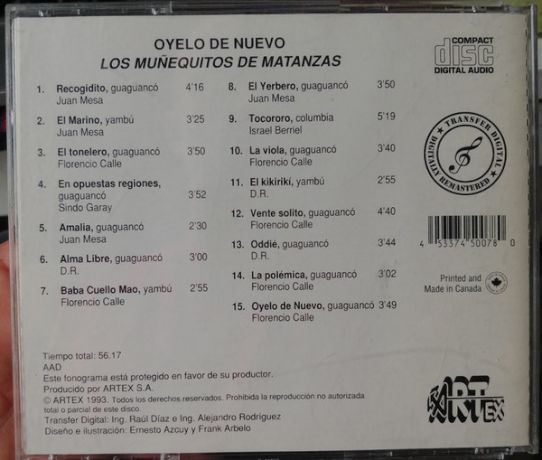 OYELO DE NUEVO
LOS MUÑEQUITOS DE MATANZAS
COMPACT
disc
DIGITAL AUDIO
1. Recogidito, guaguancó 4'16
Juan Mesa
2. El Marino, yambú 3'25
Juan Mesa
3. El tonelero, guaguancó 3'50
Florencio Calle
4. En opuestas regiones,
guaguancó 3'52
Sindo Garay
5. Amalia, guaguancó 2'30
Juan Mesa
6. Alma Libre, guaguancó 3'00
D.R.
7. Baba Cuello Mao, yambú 2'55
Florencio Calle
8. El Yerbero, guaguancó 3'50
Juan Mesa
9. Tocororo, columbia 5'19
Israel Berriel
10. La viola, guaguancó 3'40
Florencio Calle
11. El kikirikí, yambú 2'55
D.R.
12. Vente solito, guaguancó 4'40
Florencio Calle
13. Oddié, guaguancó 3'44
D.R.
14. La polémica, guaguancó 3'02
Florencio Calle
15. Oyelo de Nuevo, guaguancó 3'49
Florencio Calle
TRANSFER DIGITAL
DIGITALLY REMASTERED
4 53374 50078 0
Printed and
Made in Canada
Tiempo total: 56.17
AAD
Este fonograma está protegido en favor de su productor.
Producido por ARTEX S.A.
© ARTEX 1993. Todos los derechos reservados. Prohibida la reproducción no autorizada
total o parcial de este disco.
Transfer Digital: Ing. Raúl Díaz e Ing. Alejandro Rodríguez
Diseño e ilustración: Ernesto Azcuy y Frank Arbelo
ARTEX